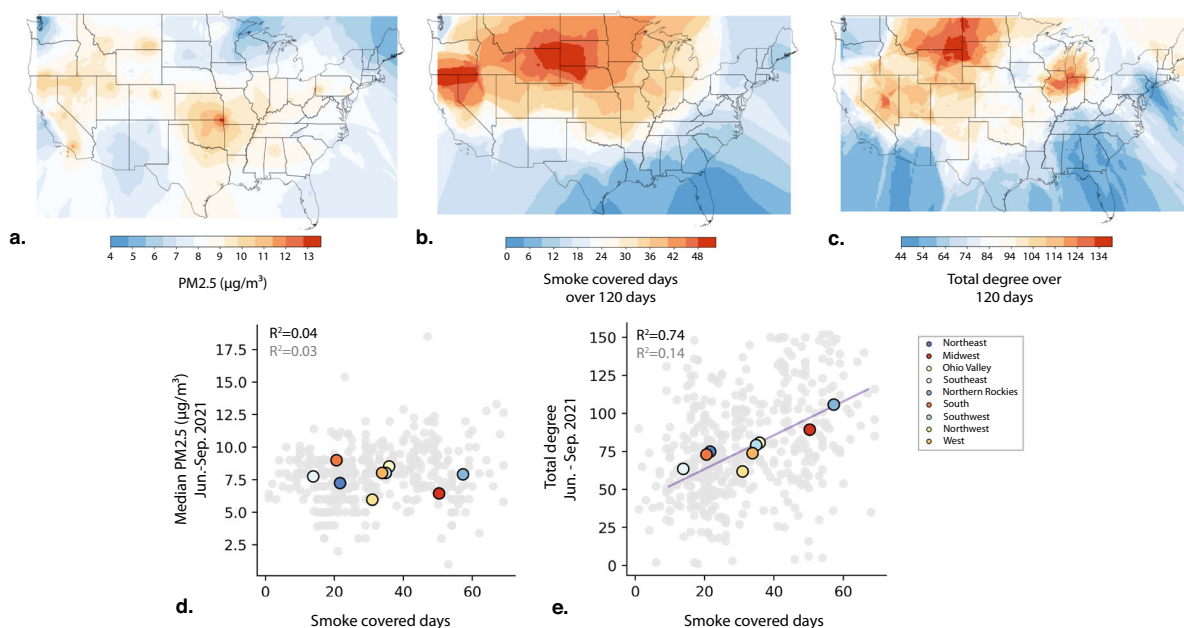 a.
4 5 6 7 8 9 10 11 12 13
PM2.5 (µg/m³)
b.
0 6 12 18 24 30 36 42 48
Smoke covered days
over 120 days
c.
44 54 64 74 84 94 104 114 124 134
Total degree over
120 days
R²=0.04
R²=0.03
17.5
15.0
12.5
10.0
7.5
5.0
2.5
Median PM2.5 (µg/m³)
Jun.-Sep. 2021
0 20 40 60
d.
Smoke covered days
R²=0.74
R²=0.14
150
125
100
75
50
25
0
Total degree
Jun. - Sep. 2021
0 20 40 60
e.
Smoke covered days
Northeast
Midwest
Ohio Valley
Southeast
Northern Rockies
South
Southwest
Northwest
West